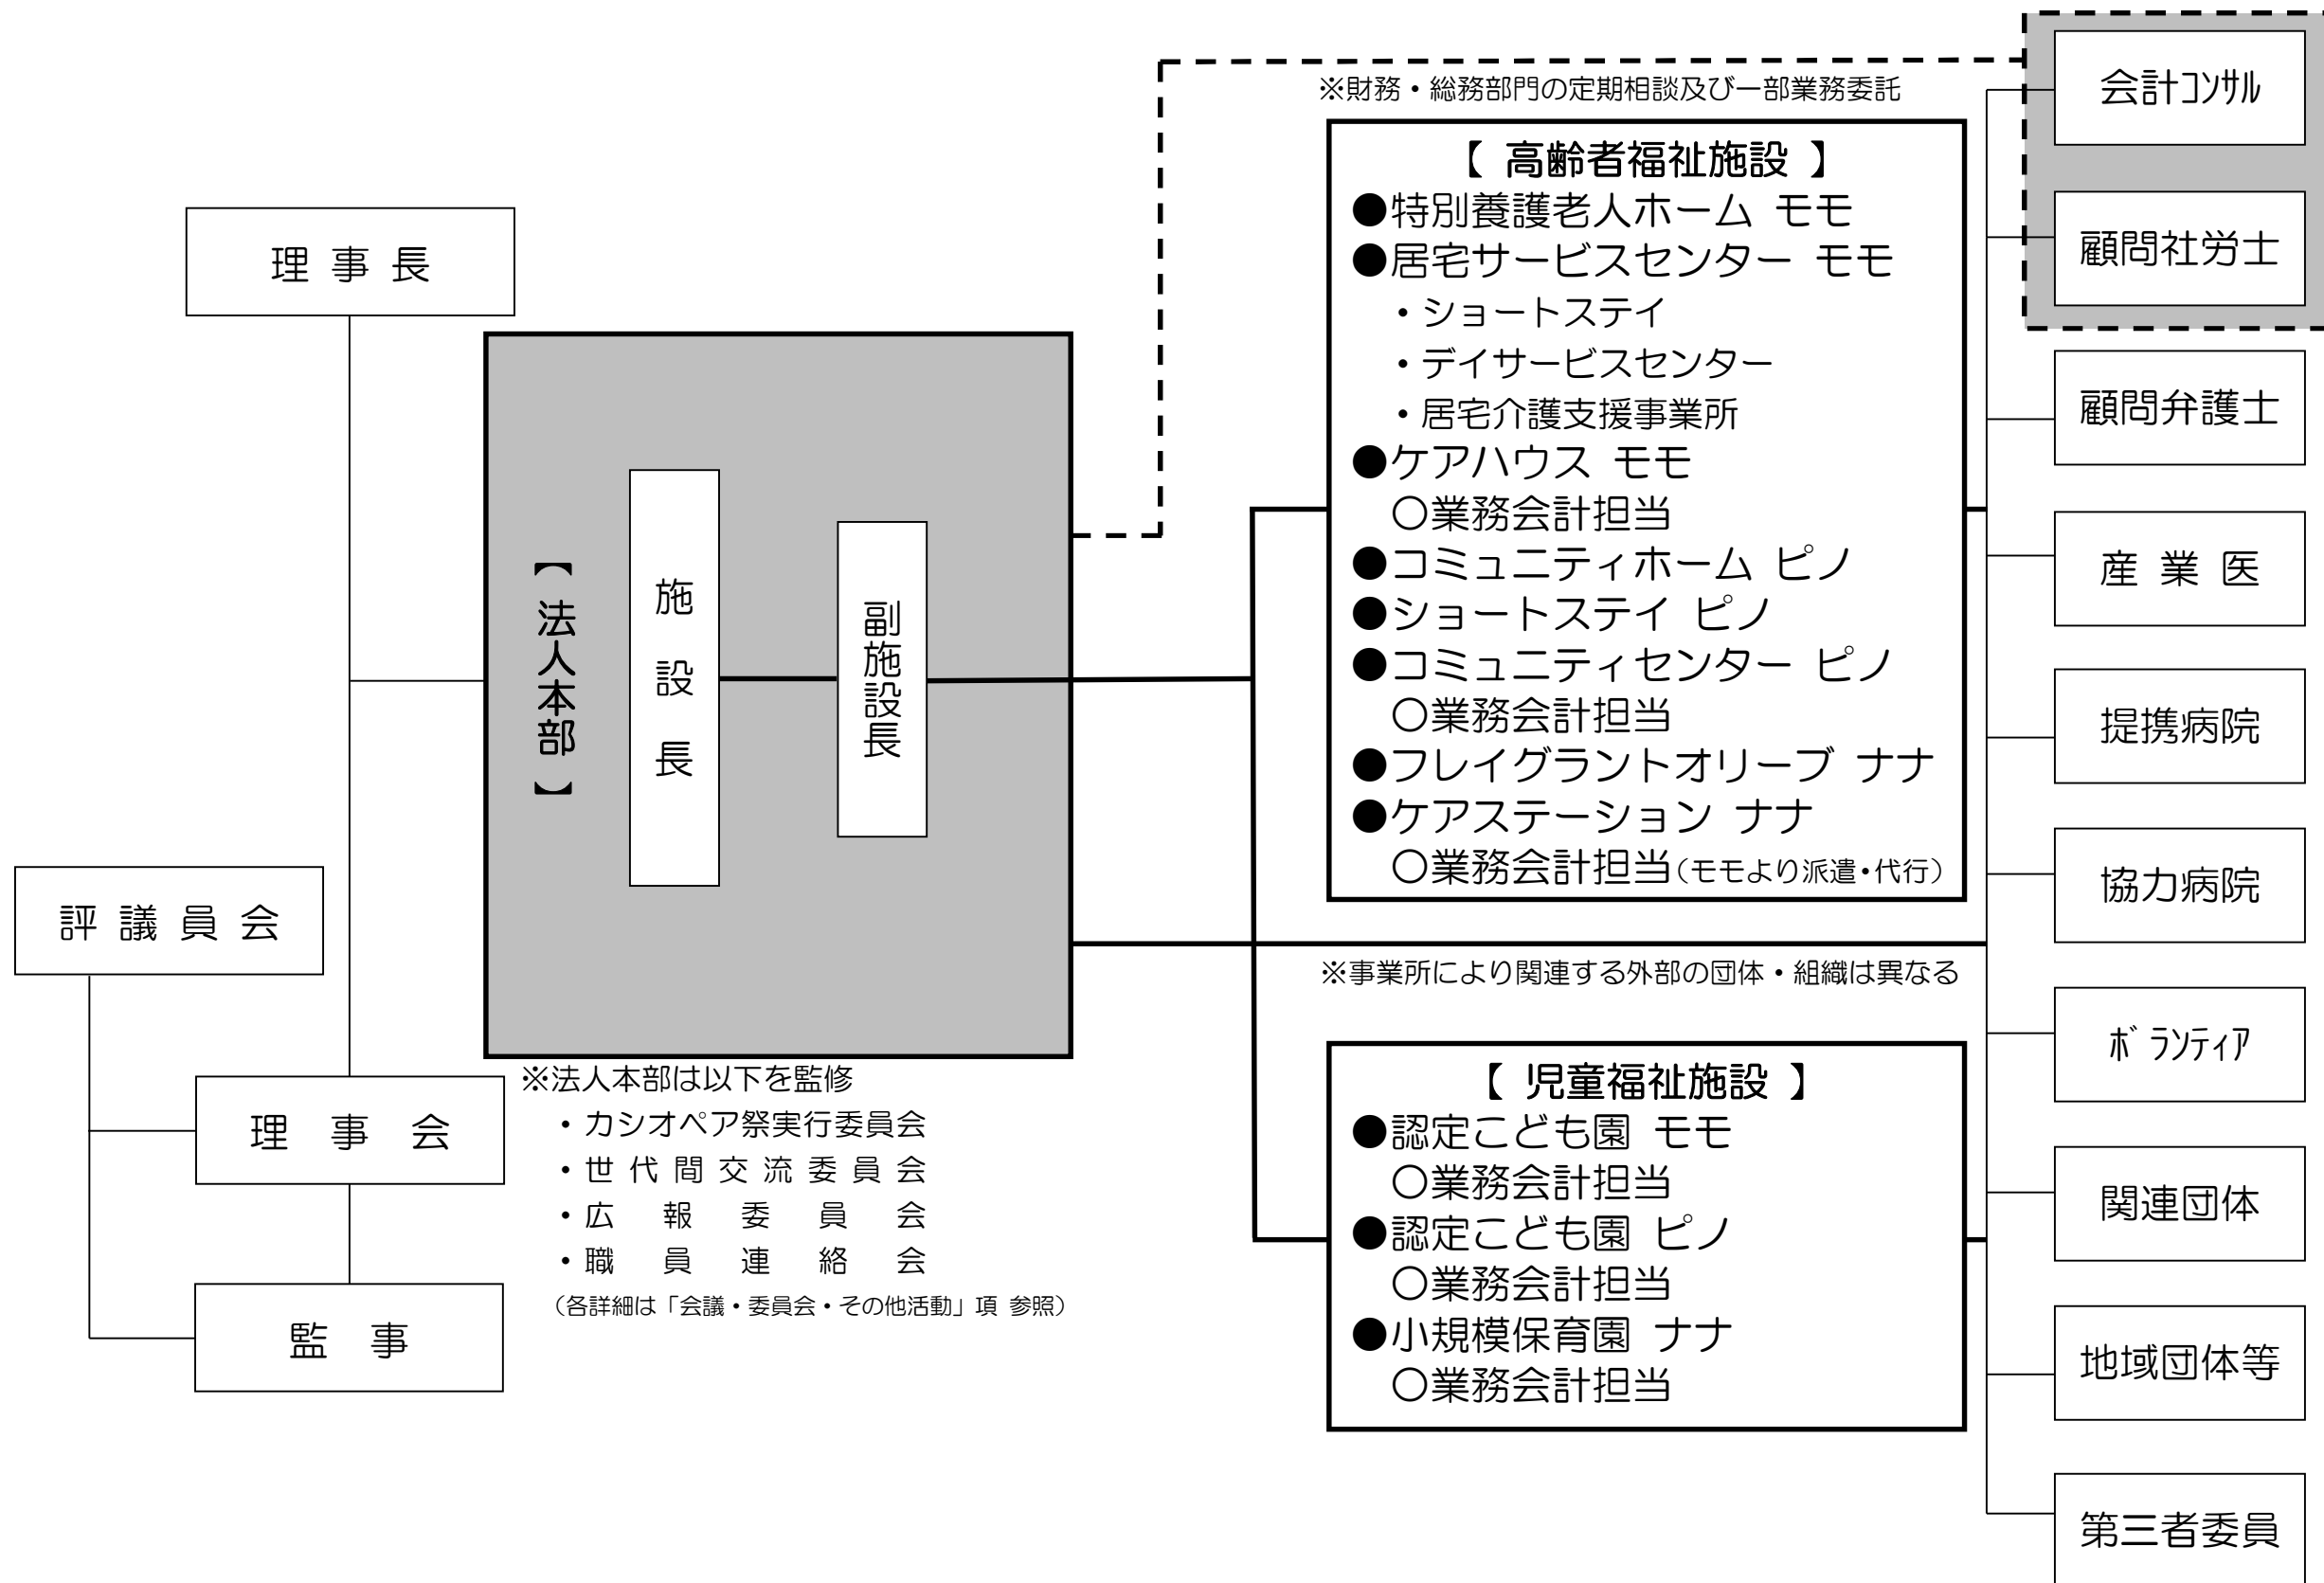 理事長
評議員会
理事会
監事
【 法人本部 】
施設長
副施設長
※法人本部は以下を監修
・カシオペア祭実行委員会
・世代間交流委員会
・広報委員会
・職員連絡会
（各詳細は「会議・委員会・その他活動」項 参照）
※財務・総務部門の定期相談及び一部業務委託
【 高齢者福祉施設 】
●特別養護老人ホーム モモ
●居宅サービスセンター モモ
・ショートステイ
・デイサービスセンター
・居宅介護支援事業所
●ケアハウス モモ
○業務会計担当
●コミュニティホーム ピノ
●ショートステイ ピノ
●コミュニティセンター ピノ
○業務会計担当
●フレイグラントオリーブ ナナ
●ケアステーション ナナ
○業務会計担当（モモより派遣・代行）
※事業所により関連する外部の団体・組織は異なる
【 児童福祉施設 】
●認定こども園 モモ
○業務会計担当
●認定こども園 ピノ
○業務会計担当
●小規模保育園 ナナ
○業務会計担当
会計ｺﾝｻﾙ
顧問社労士
顧問弁護士
産業医
提携病院
協力病院
ﾎﾞﾗﾝﾃｨｱ
関連団体
地域団体等
第三者委員